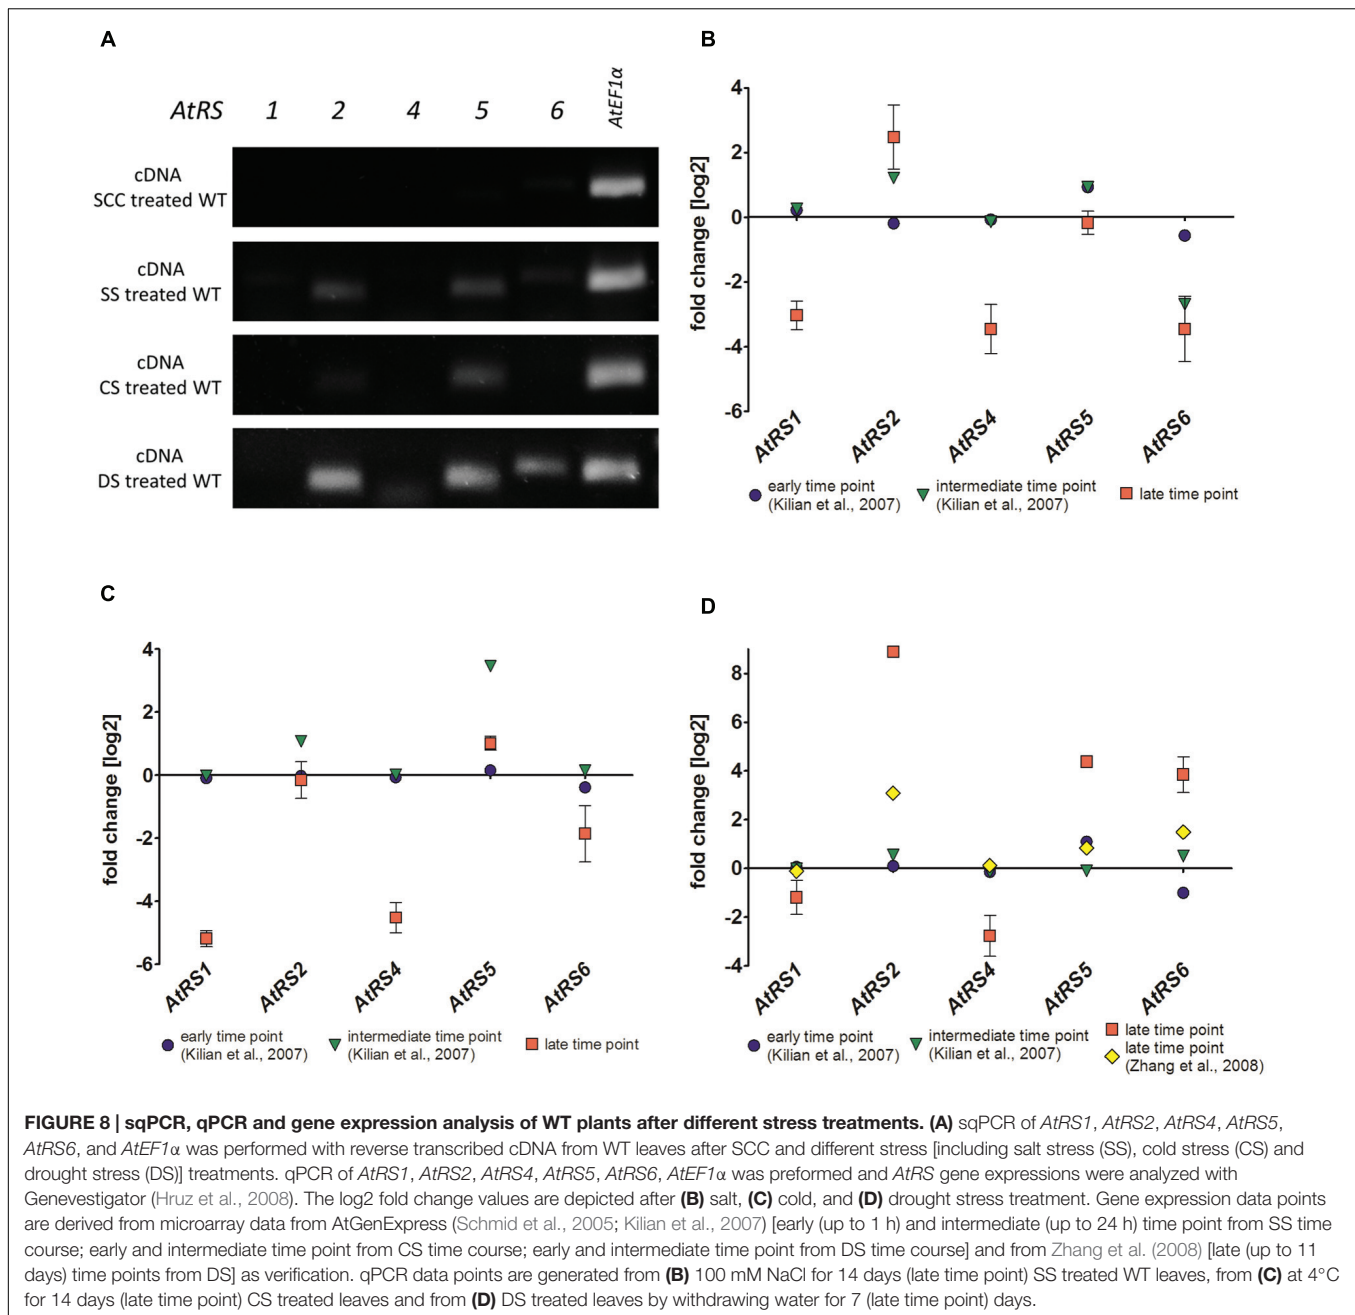 A
AtRS 1 2 4 5 6 AtEF1α
cDNA
SCC treated WT
cDNA
SS treated WT
cDNA
CS treated WT
cDNA
DS treated WT
B
fold change [log2]
4
2
0
-2
-4
-6
AtRS1 AtRS2 AtRS4 AtRS5 AtRS6
early time point
(Kilian et al., 2007)
intermediate time point
(Kilian et al., 2007)
late time point
C
fold change [log2]
4
2
0
-2
-4
-6
AtRS1 AtRS2 AtRS4 AtRS5 AtRS6
early time point
(Kilian et al., 2007)
intermediate time point
(Kilian et al., 2007)
late time point
D
fold change [log2]
8
6
4
2
0
-2
-4
AtRS1 AtRS2 AtRS4 AtRS5 AtRS6
early time point
(Kilian et al., 2007)
intermediate time point
(Kilian et al., 2007)
late time point
late time point
(Zhang et al., 2008)
FIGURE 8 | sqPCR, qPCR and gene expression analysis of WT plants after different stress treatments. (A) sqPCR of AtRS1, AtRS2, AtRS4, AtRS5,
AtRS6, and AtEF1α was performed with reverse transcribed cDNA from WT leaves after SCC and different stress [including salt stress (SS), cold stress (CS) and
drought stress (DS)] treatments. qPCR of AtRS1, AtRS2, AtRS4, AtRS5, AtRS6, AtEF1α was preformed and AtRS gene expressions were analyzed with
Genevestigator (Hruz et al., 2008). The log2 fold change values are depicted after (B) salt, (C) cold, and (D) drought stress treatment. Gene expression data points
are derived from microarray data from AtGenExpress (Schmid et al., 2005; Kilian et al., 2007) [early (up to 1 h) and intermediate (up to 24 h) time point from SS time
course; early and intermediate time point from CS time course; early and intermediate time point from DS time course] and from Zhang et al. (2008) [late (up to 11
days) time points from DS] as verification. qPCR data points are generated from (B) 100 mM NaCl for 14 days (late time point) SS treated WT leaves, from (C) at 4°C
for 14 days (late time point) CS treated leaves and from (D) DS treated leaves by withdrawing water for 7 (late time point) days.